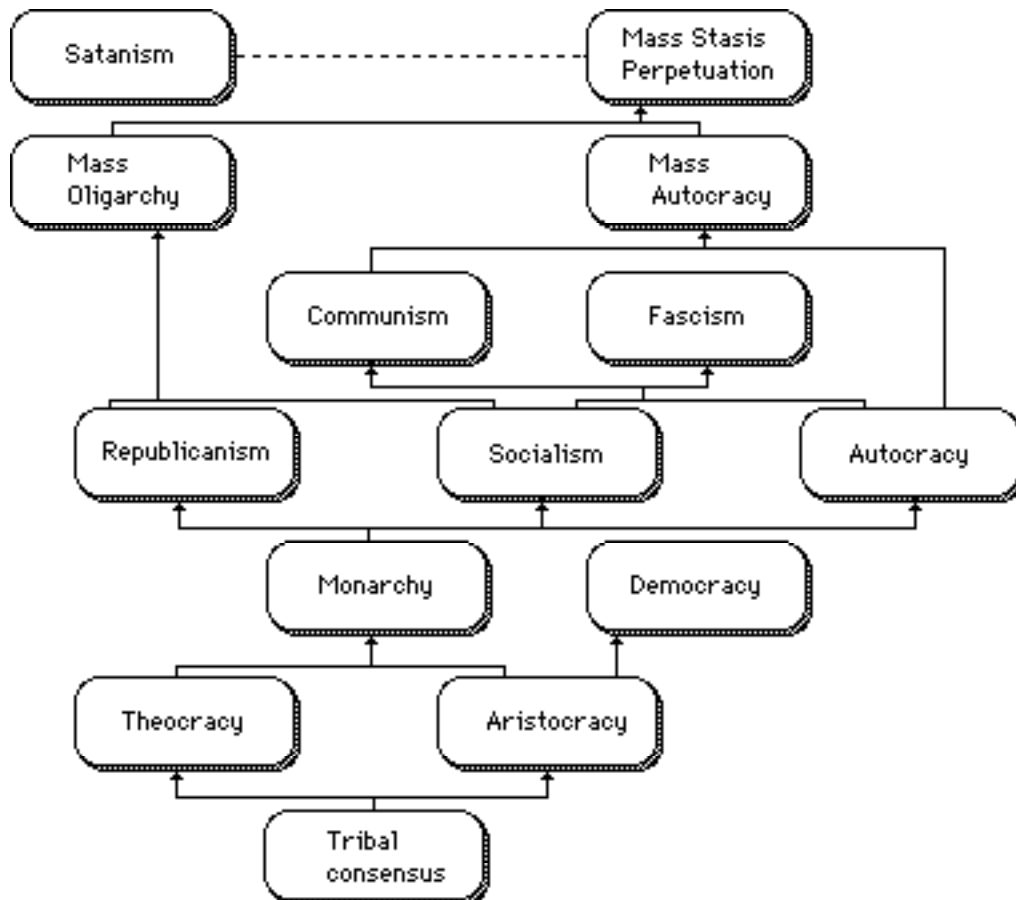 Satanism
Mass Stasis
Perpetuation
Mass
Oligarchy
Mass
Autocracy
Communism
Fascism
Republicanism
Socialism
Autocracy
Monarchy
Democracy
Theocracy
Aristocracy
Tribal
consensus